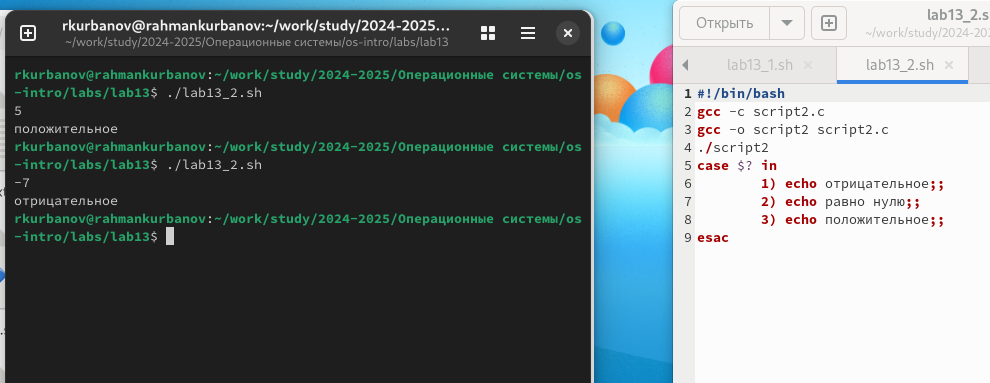 rkurbanov@rahmankurbanov:~/work/study/2024-2025...
~/work/study/2024-2025/Операционные системы/os-intro/labs/lab13
rkurbanov@rahmankurbanov:~/work/study/2024-2025/Операционные системы/os
-intro/labs/lab13$ ./lab13_2.sh
5
положительное
rkurbanov@rahmankurbanov:~/work/study/2024-2025/Операционные системы/os
-intro/labs/lab13$ ./lab13_2.sh
-7
отрицательное
rkurbanov@rahmankurbanov:~/work/study/2024-2025/Операционные системы/os
-intro/labs/lab13$
Открыть
lab13_2.s
~/work/study/2024-2025/
lab13_1.sh
lab13_2.sh
1 #!/bin/bash
2 gcc -c script2.c
3 gcc -o script2 script2.c
4 ./script2
5 case $? in
6 1) echo отрицательное;;
7 2) echo равно нулю;;
8 3) echo положительное;;
9 esac